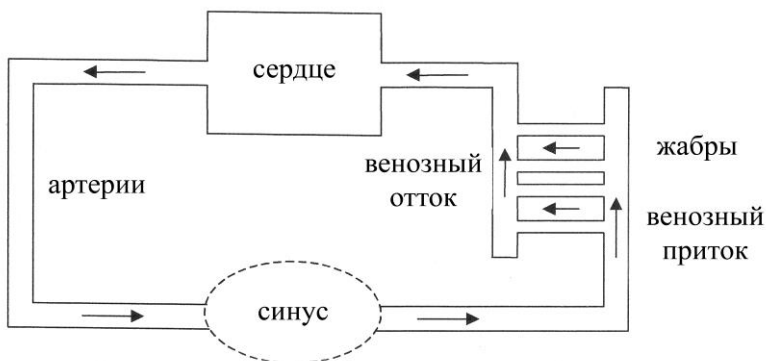 сердце
артерии
венозный
отток
жабры
венозный
приток
синус